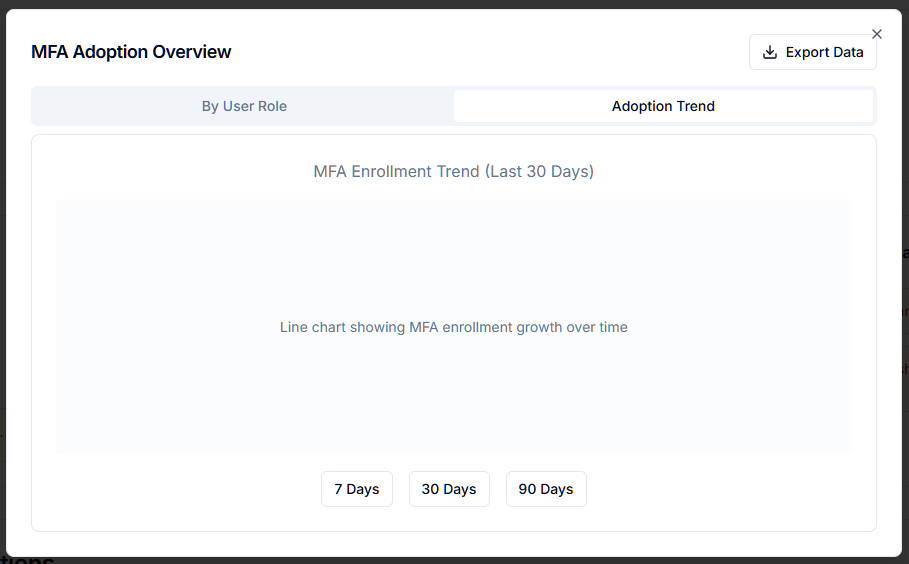 MFA Adoption Overview
Export Data
By User Role
Adoption Trend
MFA Enrollment Trend (Last 30 Days)
Line chart showing MFA enrollment growth over time
7 Days
30 Days
90 Days
tions